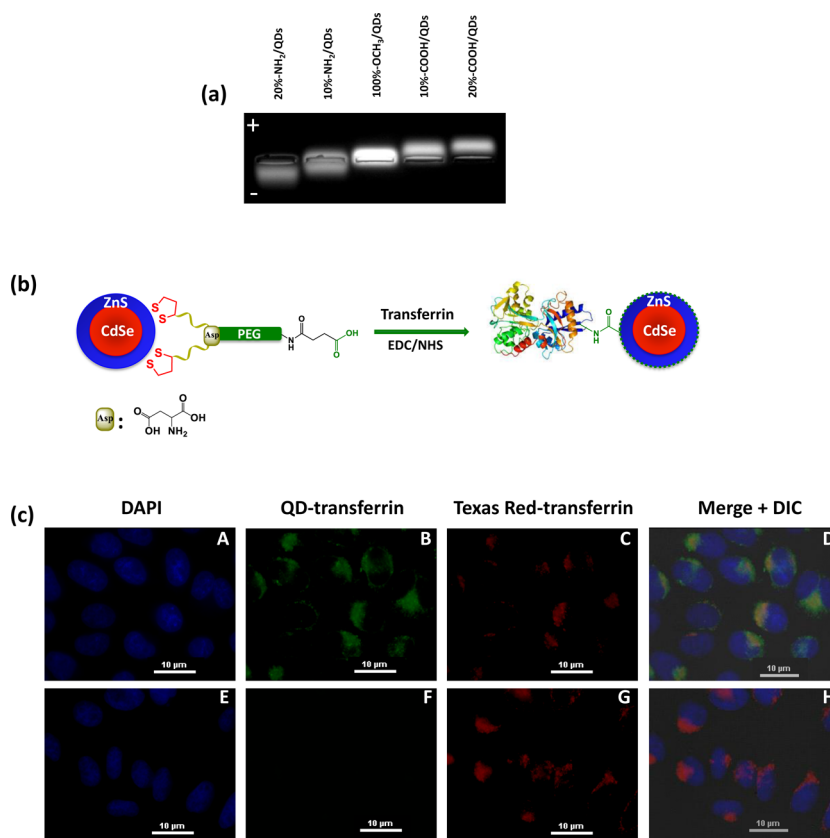 (a)
20%-NH₂/QDs
10%-NH₂/QDs
100%-OCH₃/QDs
10%-COOH/QDs
20%-COOH/QDs
+
-
(b)
ZnS
CdSe
S
S
S
S
Asp
PEG
N
H
O
O
OH
Transferrin
EDC/NHS
N
H
O
ZnS
CdSe
Asp :
O
OH
O
OH
NH₂
(c)
DAPI
QD-transferrin
Texas Red-transferrin
Merge + DIC
A
10 µm
B
10 µm
C
10 µm
D
10 µm
E
10 µm
F
10 µm
G
10 µm
H
10 µm